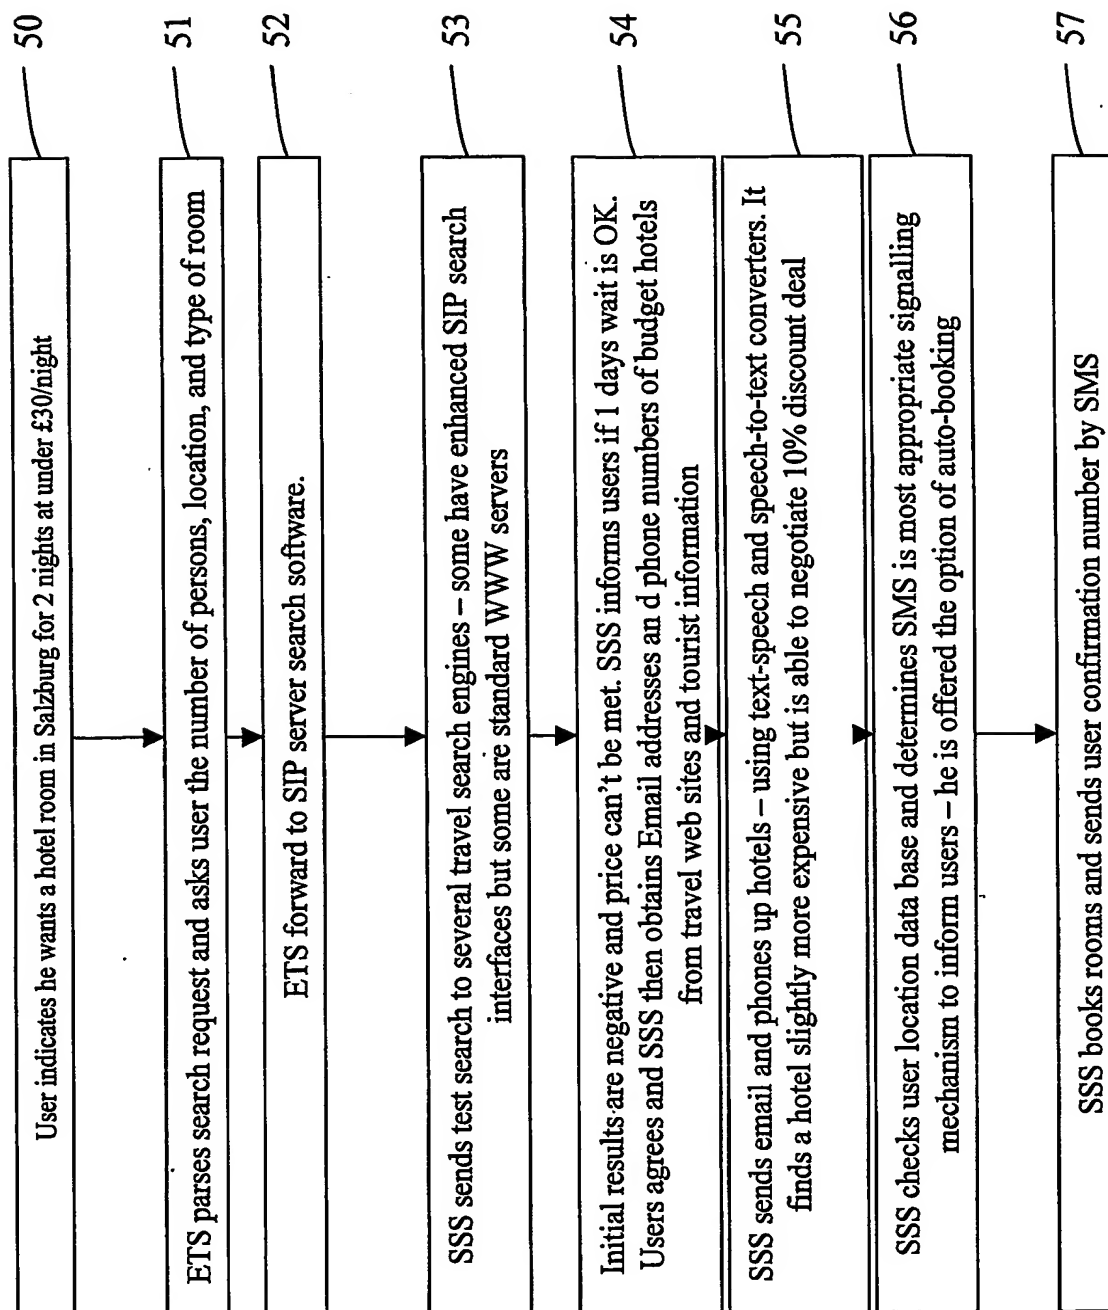 User indicates he wants a hotel room in Salzburg for 2 nights at under £30/night
50
ETS parses search request and asks user the number of persons, location, and type of room
51
ETS forward to SIP server search software.
52
SSS sends test search to several travel search engines – some have enhanced SIP search
interfaces but some are standard WWW servers
53
Initial results are negative and price can't be met. SSS informs users if 1 days wait is OK.
Users agrees and SSS then obtains Email addresses an d phone numbers of budget hotels
from travel web sites and tourist information
54
SSS sends email and phones up hotels – using text-speech and speech-to-text converters. It
finds a hotel slightly more expensive but is able to negotiate 10% discount deal
55
SSS checks user location data base and determines SMS is most appropriate signalling
mechanism to inform users – he is offered the option of auto-booking
56
SSS books rooms and sends user confirmation number by SMS
57